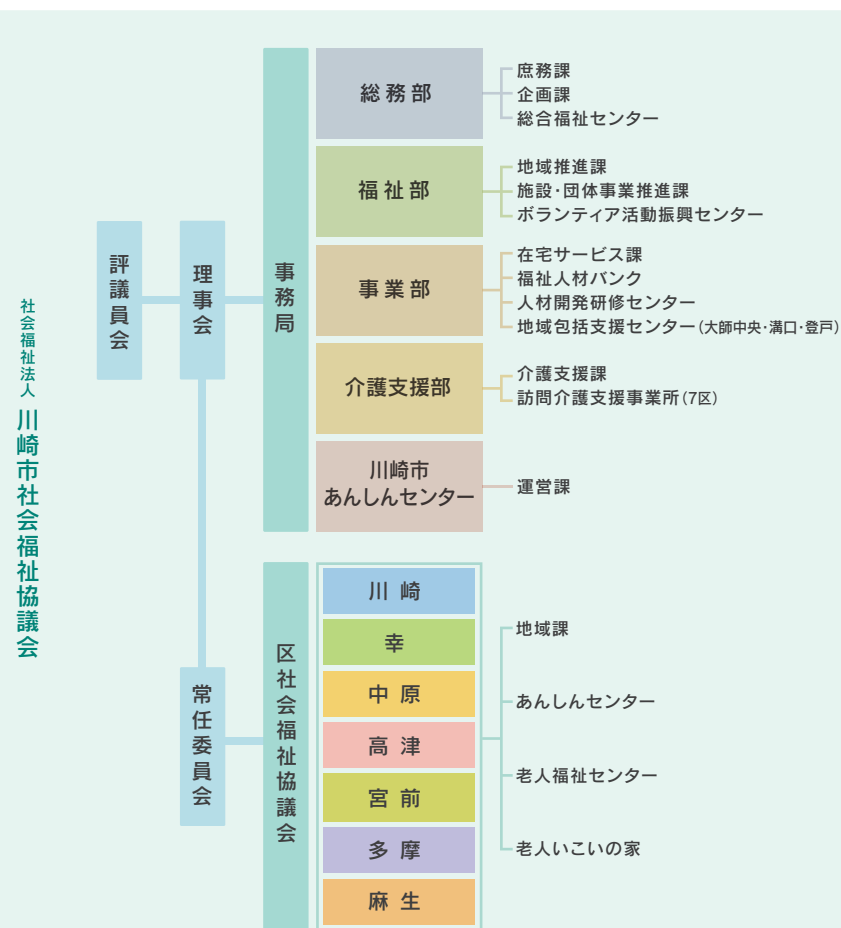 社会福祉法人 川崎市社会福祉協議会
評議員会
理事会
常任委員会
事務局
総務部
庶務課
企画課
総合福祉センター
福祉部
地域推進課
施設・団体事業推進課
ボランティア活動振興センター
事業部
在宅サービス課
福祉人材バンク
人材開発研修センター
地域包括支援センター(大師中央・溝口・登戸)
介護支援部
介護支援課
訪問介護支援事業所(7区)
川崎市
あんしんセンター
運営課
区社会福祉協議会
川崎
幸
中原
高津
宮前
多摩
麻生
地域課
あんしんセンター
老人福祉センター
老人いこいの家